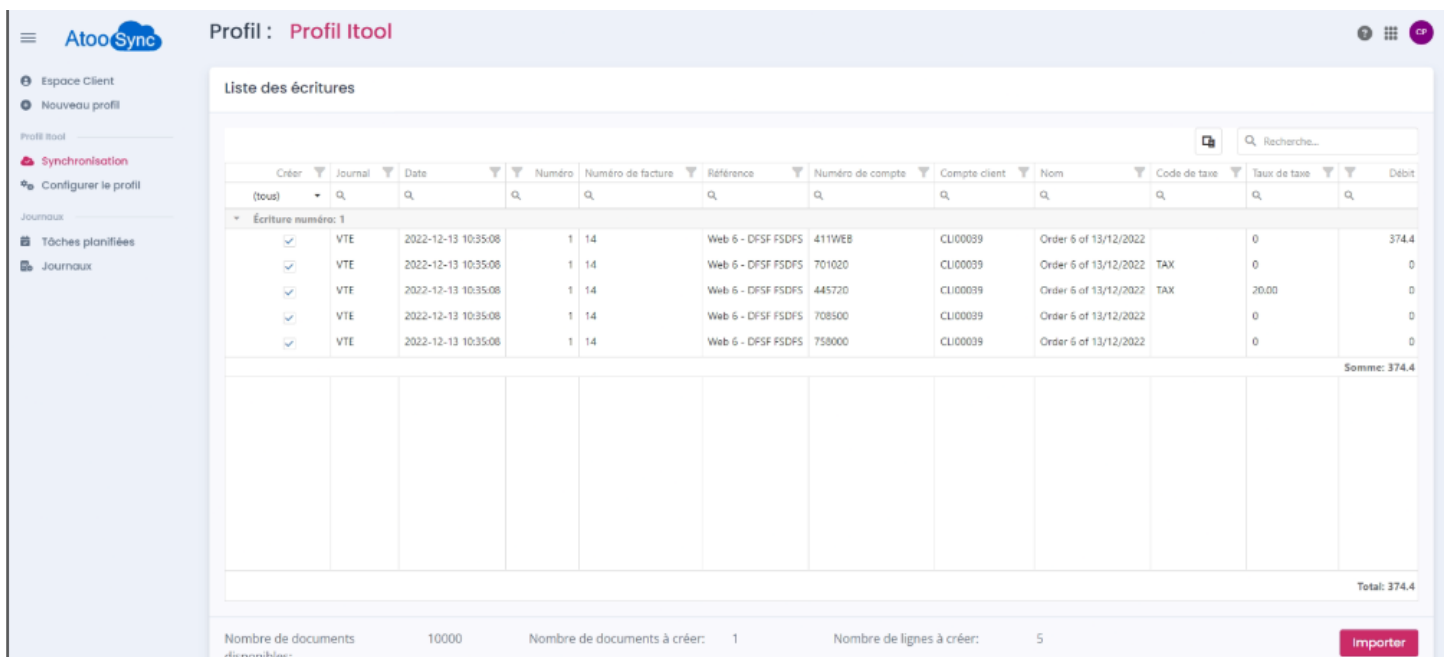 Atoo Sync
Profil : Profil Itool
CP
Espace Client
Nouveau profil
Profil Itool
Synchronisation
Configurer le profil
Journaux
Tâches planifiées
Journaux
Liste des écritures
Recherche...
Créer Journal Date Numéro Numéro de facture Référence Numéro de compte Compte client Nom Code de taxe Taux de taxe Débit
(tous)
Écriture numéro: 1
VTE 2022-12-13 10:35:08 1 14 Web 6 - DFSF FSDFS 411WEB CLI00039 Order 6 of 13/12/2022 0 374.4
VTE 2022-12-13 10:35:08 1 14 Web 6 - DFSF FSDFS 701020 CLI00039 Order 6 of 13/12/2022 TAX 0 0
VTE 2022-12-13 10:35:08 1 14 Web 6 - DFSF FSDFS 445720 CLI00039 Order 6 of 13/12/2022 TAX 20.00 0
VTE 2022-12-13 10:35:08 1 14 Web 6 - DFSF FSDFS 708500 CLI00039 Order 6 of 13/12/2022 0 0
VTE 2022-12-13 10:35:08 1 14 Web 6 - DFSF FSDFS 758000 CLI00039 Order 6 of 13/12/2022 0 0
Somme: 374.4
Total: 374.4
Nombre de documents disponibles: 10000 Nombre de documents à créer: 1 Nombre de lignes à créer: 5
Importer